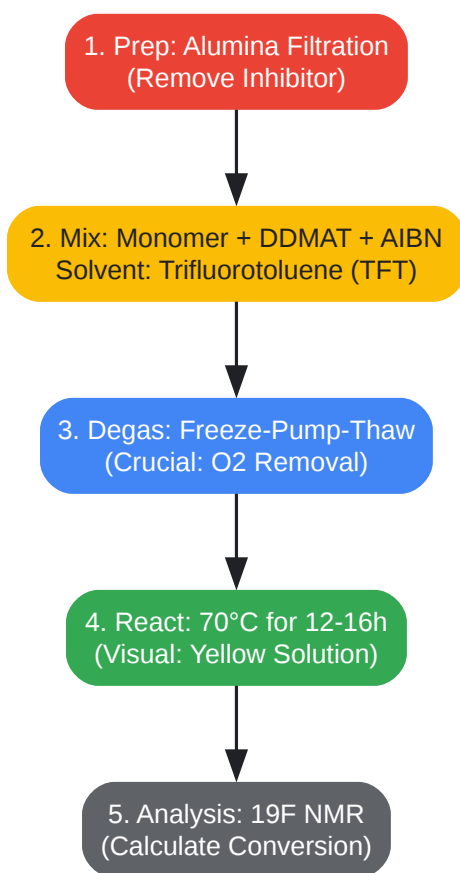 1. Prep: Alumina Filtration
(Remove Inhibitor)
2. Mix: Monomer + DDMAT + AIBN
Solvent: Trifluorotoluene (TFT)
3. Degas: Freeze-Pump-Thaw
(Crucial: O2 Removal)
4. React: 70°C for 12-16h
(Visual: Yellow Solution)
5. Analysis: 19F NMR
(Calculate Conversion)